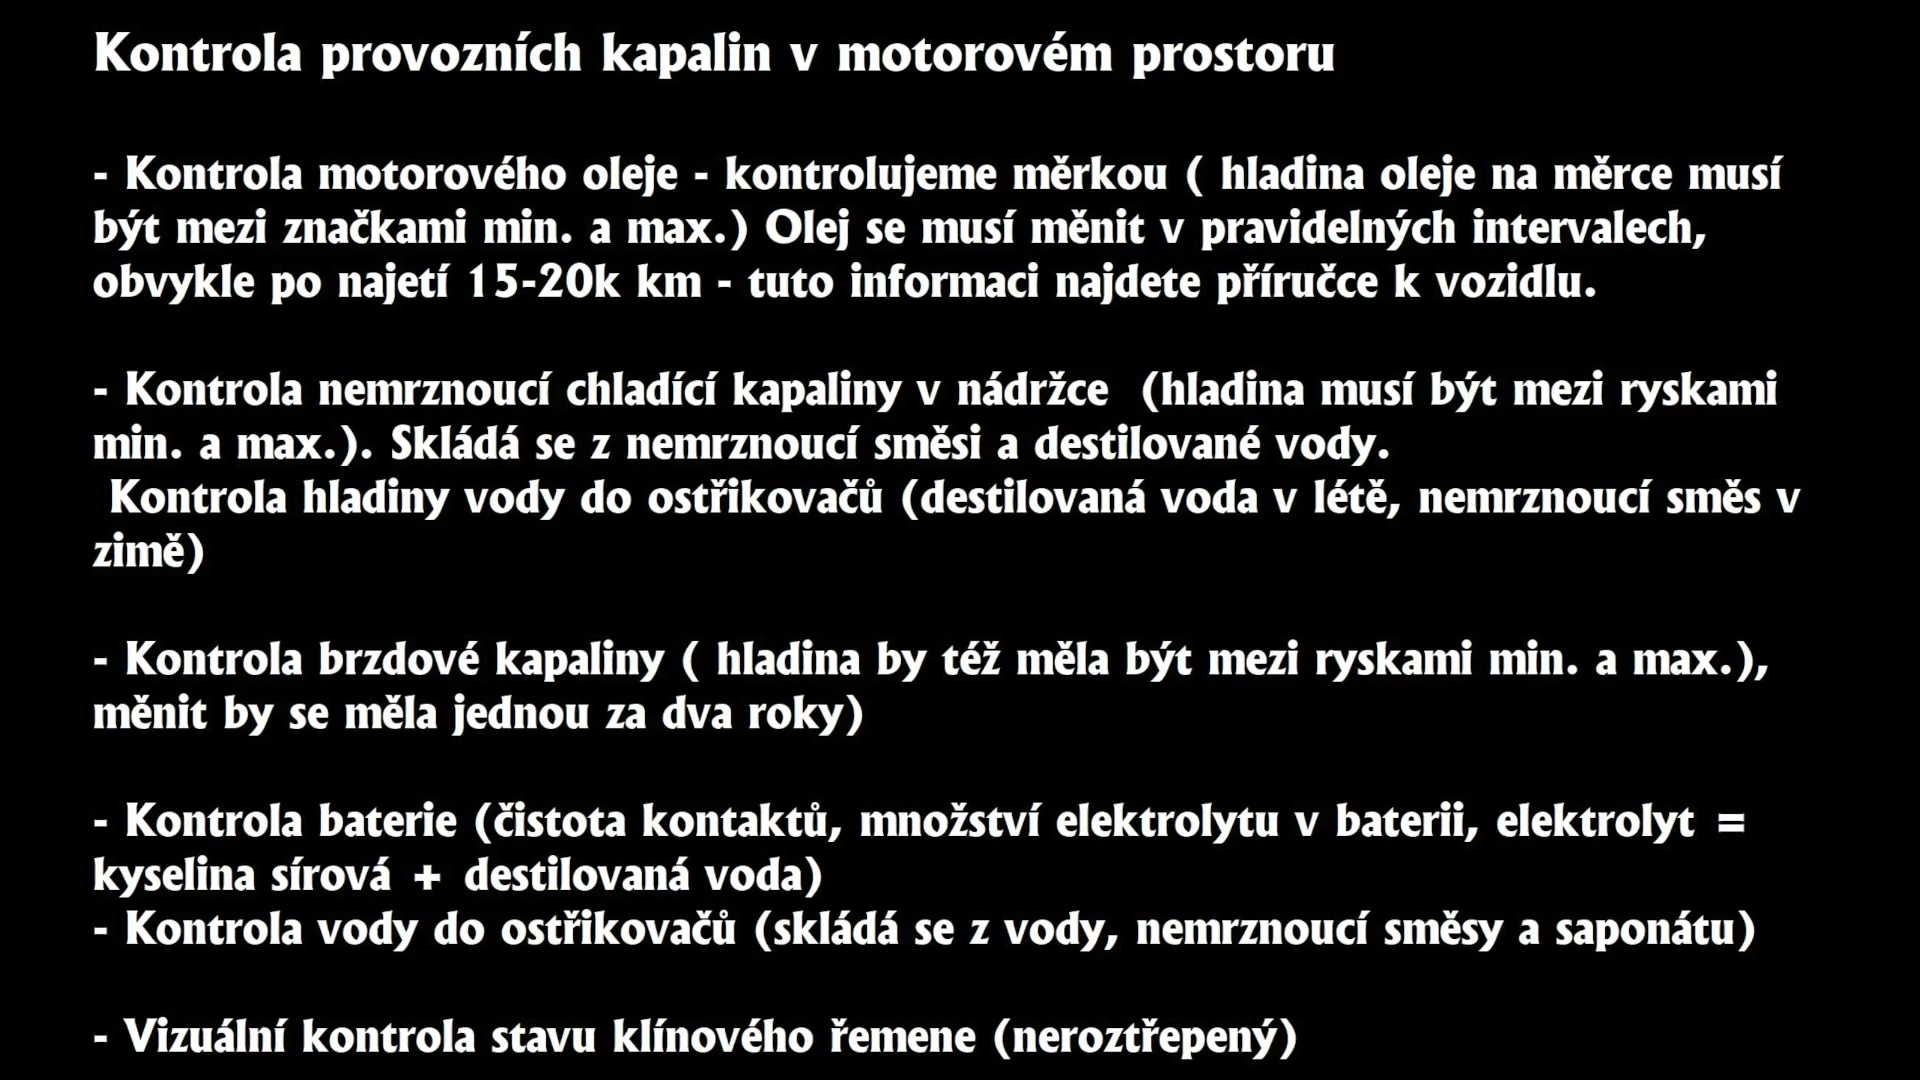 Kontrola provozních kapalin v motorovém prostoru
- Kontrola motorového oleje - kontrolujeme měrkou ( hladina oleje na měrce musí
být mezi značkami min. a max.) Olej se musí měnit v pravidelných intervalech,
obvykle po najetí 15-20k km - tuto informaci najdete příručce k vozidlu.
- Kontrola nemrznoucí chladící kapaliny v nádržce  (hladina musí být mezi ryskami
min. a max.). Skládá se z nemrznoucí směsi a destilované vody.
Kontrola hladiny vody do ostřikovačů (destilovaná voda v létě, nemrznoucí směs v
zimě)
- Kontrola brzdové kapaliny ( hladina by též měla být mezi ryskami min. a max.),
měnit by se měla jednou za dva roky)
- Kontrola baterie (čistota kontaktů, množství elektrolytu v baterii, elektrolyt =
kyselina sírová + destilovaná voda)
- Kontrola vody do ostřikovačů (skládá se z vody, nemrznoucí směsy a saponátu)
- Vizuální kontrola stavu klínového řemene (neroztřepený)